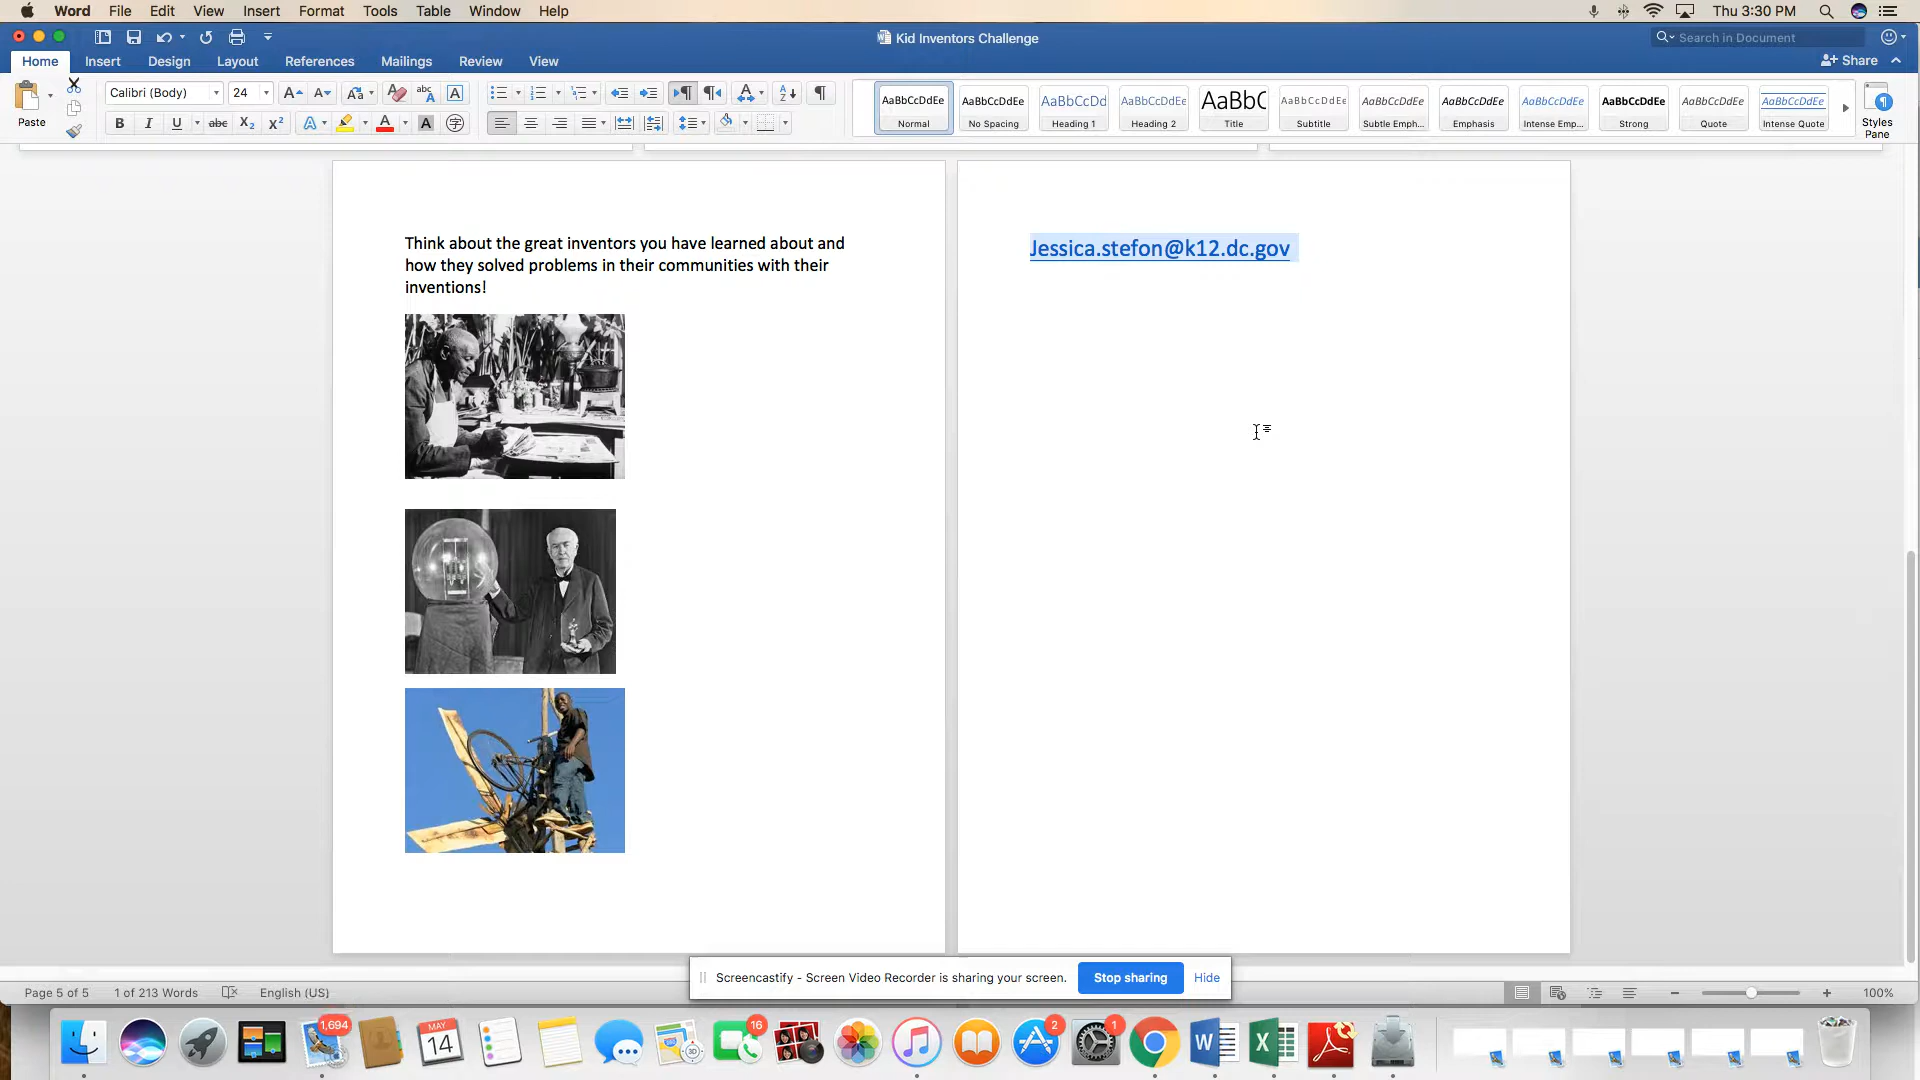 Word File Edit View Insert Format Tools Table Window Help
Thu 3:30 PM
Kid Inventors Challenge
Search in Document
Home Insert Design Layout References Mailings Review View
Share
Paste
Calibri (Body) 24
AaBbCcDdEe AaBbCcDdEe AaBbCcDd AaBbCcDdEe AaBbC AaBbCcDdEe AaBbCcDdEe AaBbCcDdEe AaBbCcDdEe AaBbCcDdEe AaBbCcDdEe AaBbCcDdEe
Normal No Spacing Heading 1 Heading 2 Title Subtitle Subtle Emph... Emphasis Intense Emp... Strong Quote Intense Quote
Styles
Pane
Think about the great inventors you have learned about and
how they solved problems in their communities with their
inventions!
Jessica.stefon@k12.dc.gov
Screencastify - Screen Video Recorder is sharing your screen. Stop sharing Hide
Page 5 of 5 1 of 213 Words English (US)
100%
1,694
MAY
14
3D
16
2
1